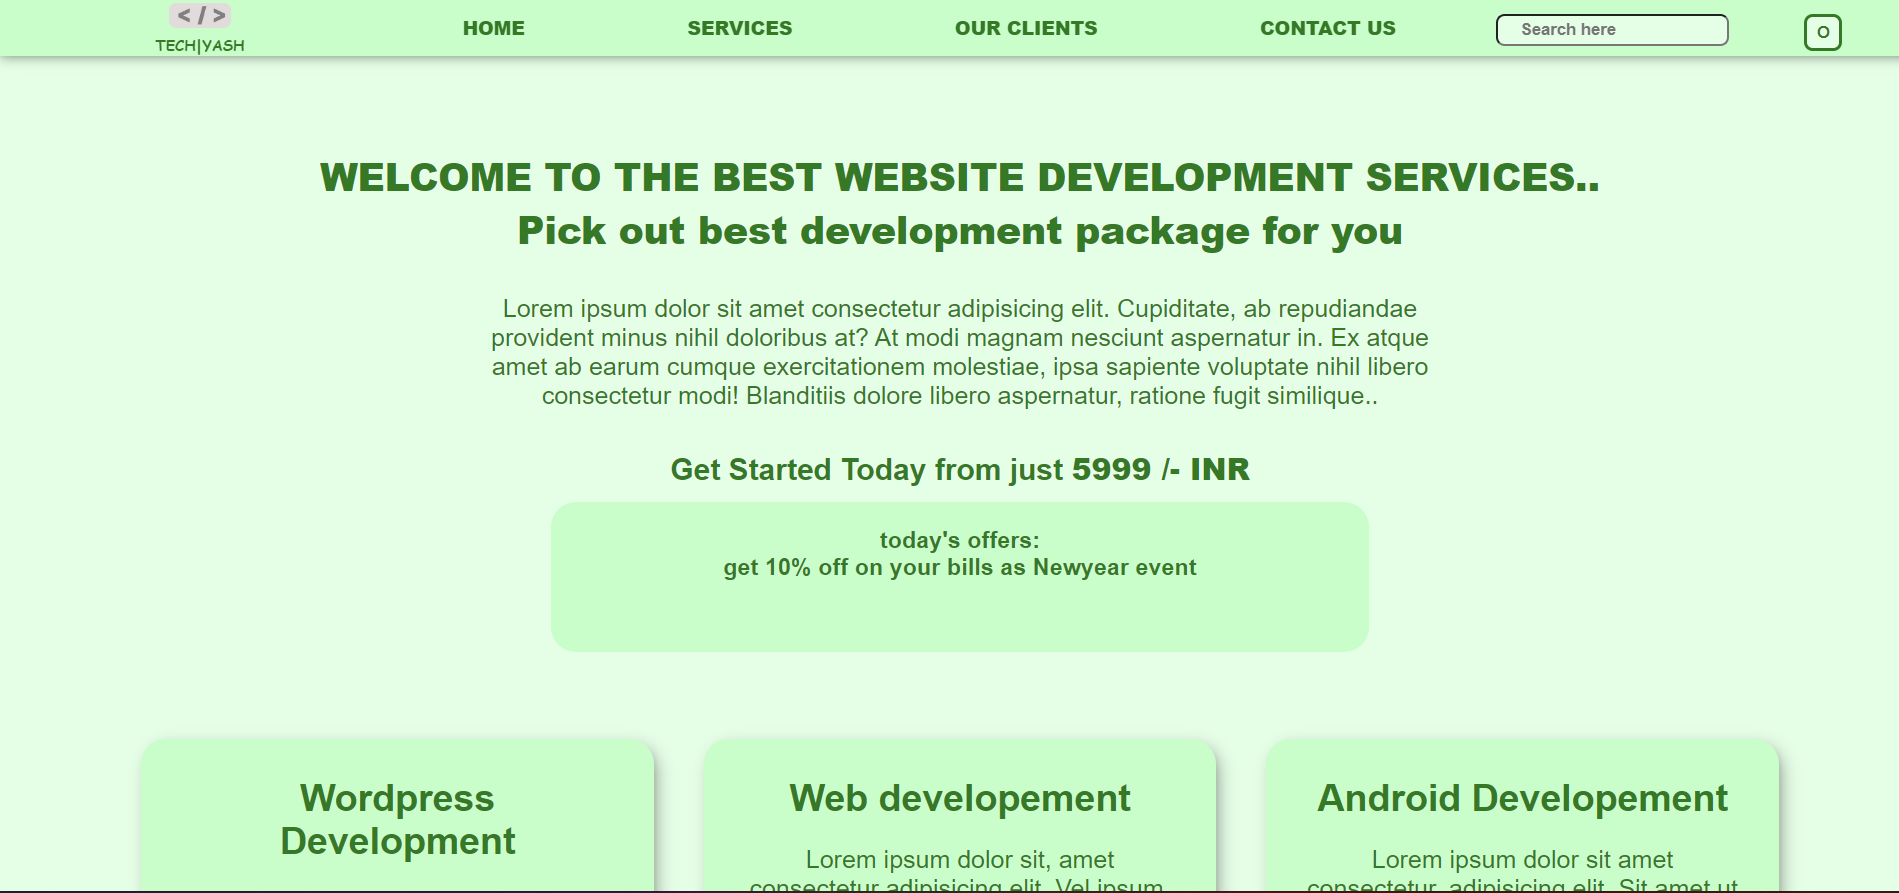 </>
TECH|YASH
HOME
SERVICES
OUR CLIENTS
CONTACT US
Search here
O
WELCOME TO THE BEST WEBSITE DEVELOPMENT SERVICES..
Pick out best development package for you
Lorem ipsum dolor sit amet consectetur adipisicing elit. Cupiditate, ab repudiandae
provident minus nihil doloribus at? At modi magnam nesciunt aspernatur in. Ex atque
amet ab earum cumque exercitationem molestiae, ipsa sapiente voluptate nihil libero
consectetur modi! Blanditiis dolore libero aspernatur, ratione fugit similique..
Get Started Today from just 5999 /- INR
today's offers:
get 10% off on your bills as Newyear event
Wordpress
Development
Web developement
Lorem ipsum dolor sit, amet
consectetur adipisicing elit. Vel ipsum
Android Developement
Lorem ipsum dolor sit amet
consectetur, adipisicing elit. Sit amet ut